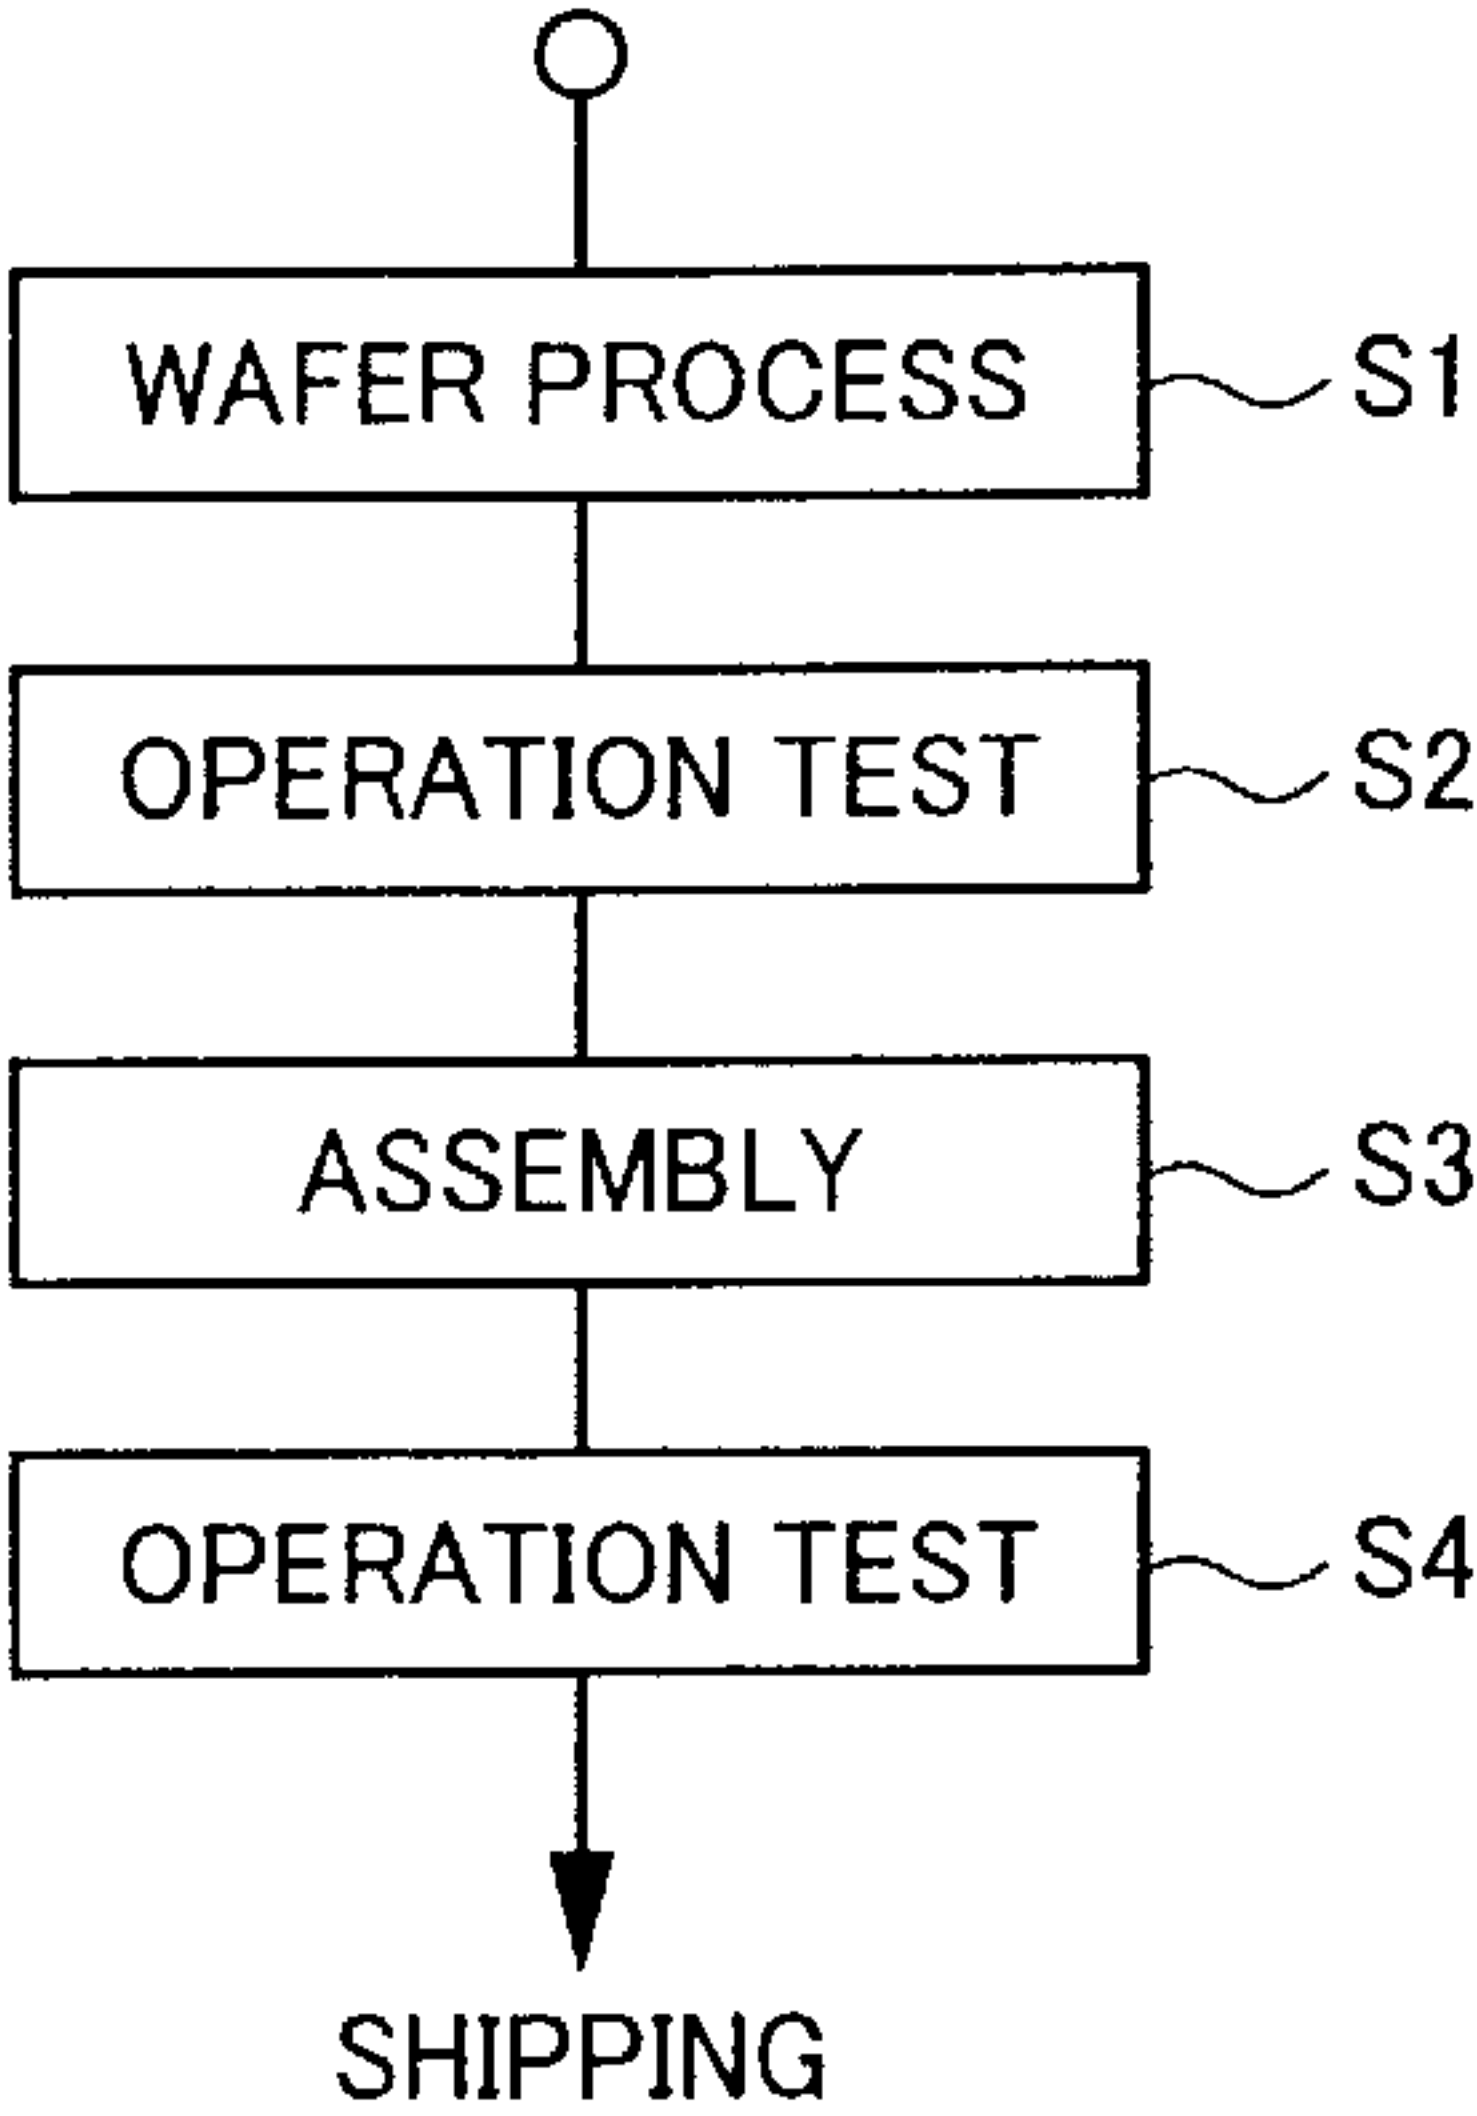 WAFER PROCESS S1
OPERATION TEST S2
ASSEMBLY S3
OPERATION TEST S4
SHIPPING